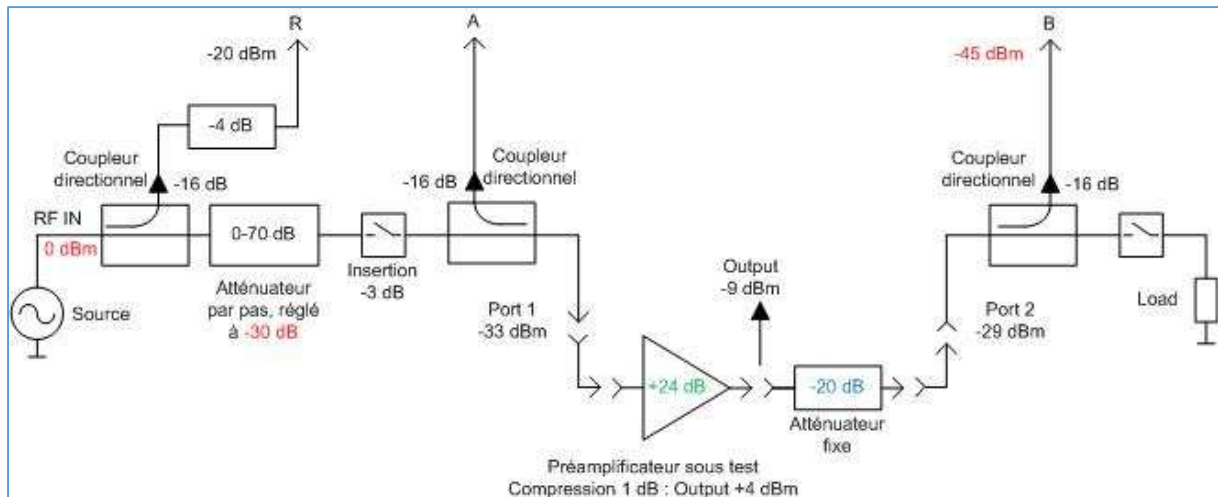 R
-20 dBm
-4 dB
Coupleur
directionnel
-16 dB
RF IN
0 dBm
0-70 dB
Source
Atténuateur
par pas, réglé
à -30 dB
Insertion
-3 dB
A
Coupleur
directionnel
-16 dB
Port 1
-33 dBm
+24 dB
Préamplificateur sous test
Compression 1 dB : Output +4 dBm
Output
-9 dBm
-20 dB
Atténuateur
fixe
B
-45 dBm
Coupleur
directionnel
-16 dB
Port 2
-29 dBm
Load